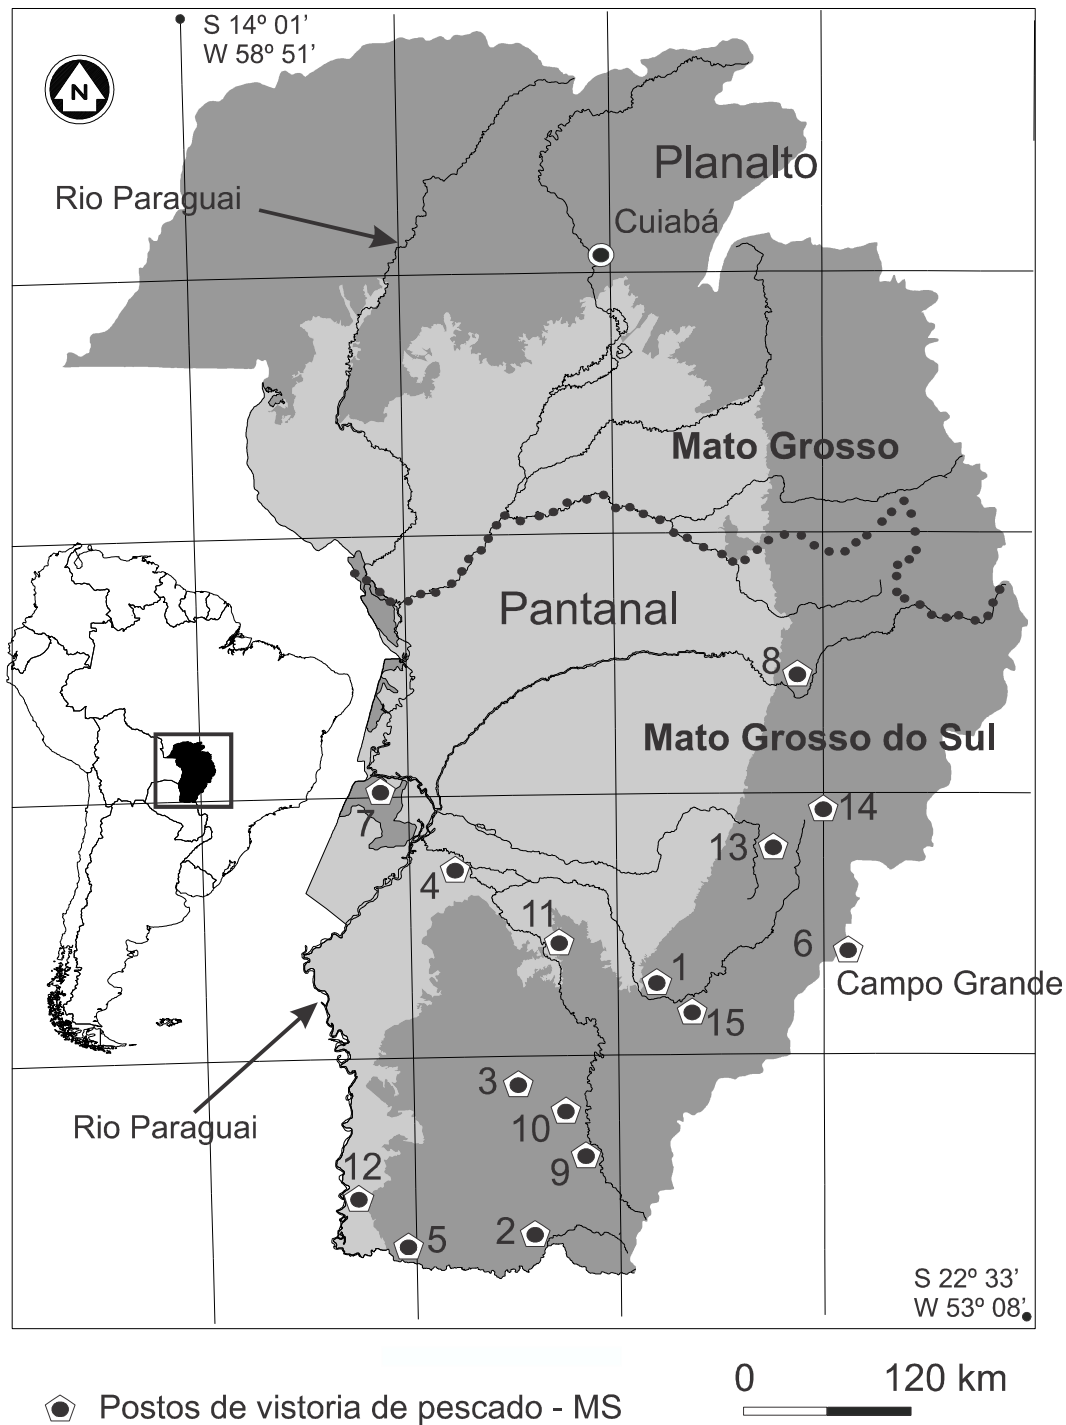 S 14º 01’
W 58º 51’
N
Planalto
Rio Paraguai
Cuiabá
Mato Grosso
Pantanal
8
Mato Grosso do Sul
7
14
13
4
11
6
1
Campo Grande
15
3
Rio Paraguai
10
9
12
2
5
S 22º 33’
W 53º 08’
0 120 km
Postos de vistoria de pescado - MS